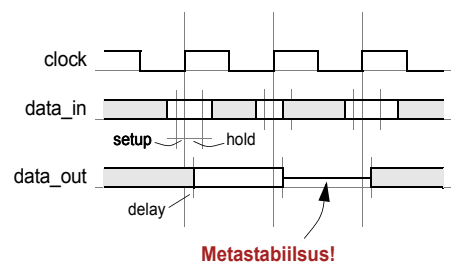 clock
data_in
setup hold
data_out
delay
Metastabiilsus!